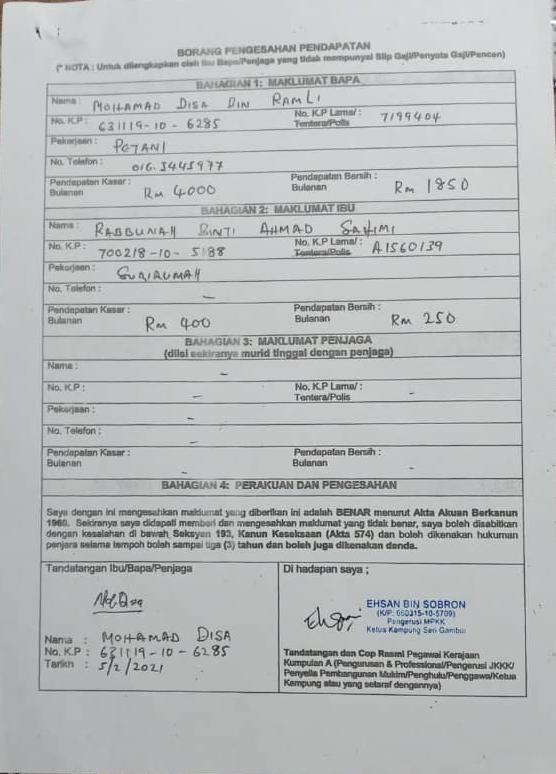 BORANG PENGESAHAN PENDAPATAN
(* NOTA : Untuk dilengkapkan oleh Ibu Bapa/Penjaga yang tidak mempunyai Slip Gaji/Penyata Gaji/Pencen)
BAHAGIAN 1: MAKLUMAT BAPA
Nama : MOHAMAD DISA BIN RAMLI
No. K.P : 631119-10-6285 No. K.P Lama/ : 7199404
Tentera/Polis
Pekerjaan : PETANI
No. Telefon : 016-3445977
Pendapatan Kasar : RM 4000 Pendapatan Bersih : RM 1850
Bulanan Bulanan
BAHAGIAN 2: MAKLUMAT IBU
Nama : RABBUNAH BINTI AHMAD SAHIMI
No. K.P : 700218-10-5188 No. K.P Lama/ : A1560139
Tentera/Polis
Pekerjaan : SURIRUMAH
No. Telefon : –
Pendapatan Kasar : RM 400 Pendapatan Bersih : RM 250
Bulanan Bulanan
BAHAGIAN 3: MAKLUMAT PENJAGA
(diisi sekiranya murid tinggal dengan penjaga)
Nama : –
No. K.P : – No. K.P Lama/ : -
Tentera/Polis
Pekerjaan : –
No. Telefon : –
Pendapatan Kasar : - Pendapatan Bersih : -
Bulanan Bulanan
BAHAGIAN 4: PERAKUAN DAN PENGESAHAN
Saya dengan ini mengesahkan maklumat yang diberikan ini adalah BENAR menurut Akta Akuan Berkanun
1960. Sekiranya saya didapati memberi dan mengesahkan maklumat yang tidak benar, saya boleh disabitkan
dengan kesalahan di bawah Seksyen 193, Kanun Keseksaan (Akta 574) dan boleh dikenakan hukuman
penjara selama tempoh boleh sampai tiga (3) tahun dan boleh juga dikenakan denda.
Tandatangan Ibu/Bapa/Penjaga
Nama : MOHAMAD DISA
No. K.P : 631119-10-6285
Tarikh : 5/2/2021
Di hadapan saya ;
EHSAN BIN SOBRON
(K/P: 660315-10-5709)
Pengerusi MPKK
Ketua Kampung Seri Gambut
Tandatangan dan Cop Rasmi Pegawai Kerajaan
Kumpulan A (Pengurusan & Professional/Pengerusi JKKK/
Penyelia Pembangunan Mukim/Penghulu/Penggawa/Ketua
Kampung atau yang setaraf dengannya)